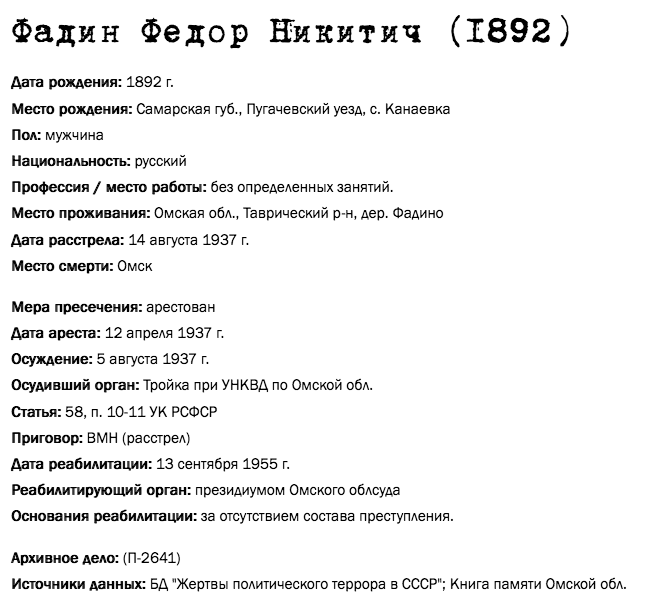 Фадин Федор Никитич (1892)
Дата рождения: 1892 г.
Место рождения: Самарская губ., Пугачевский уезд, с. Канаевка
Пол: мужчина
Национальность: русский
Профессия / место работы: без определенных занятий.
Место проживания: Омская обл., Таврический р-н, дер. Фадино
Дата расстрела: 14 августа 1937 г.
Место смерти: Омск
Мера пресечения: арестован
Дата ареста: 12 апреля 1937 г.
Осуждение: 5 августа 1937 г.
Осудивший орган: Тройка при УНКВД по Омской обл.
Статья: 58, п. 10-11 УК РСФСР
Приговор: ВМН (расстрел)
Дата реабилитации: 13 сентября 1955 г.
Реабилитирующий орган: президиумом Омского облсуда
Основания реабилитации: за отсутствием состава преступления.
Архивное дело: (П-2641)
Источники данных: БД "Жертвы политического террора в СССР"; Книга памяти Омской обл.